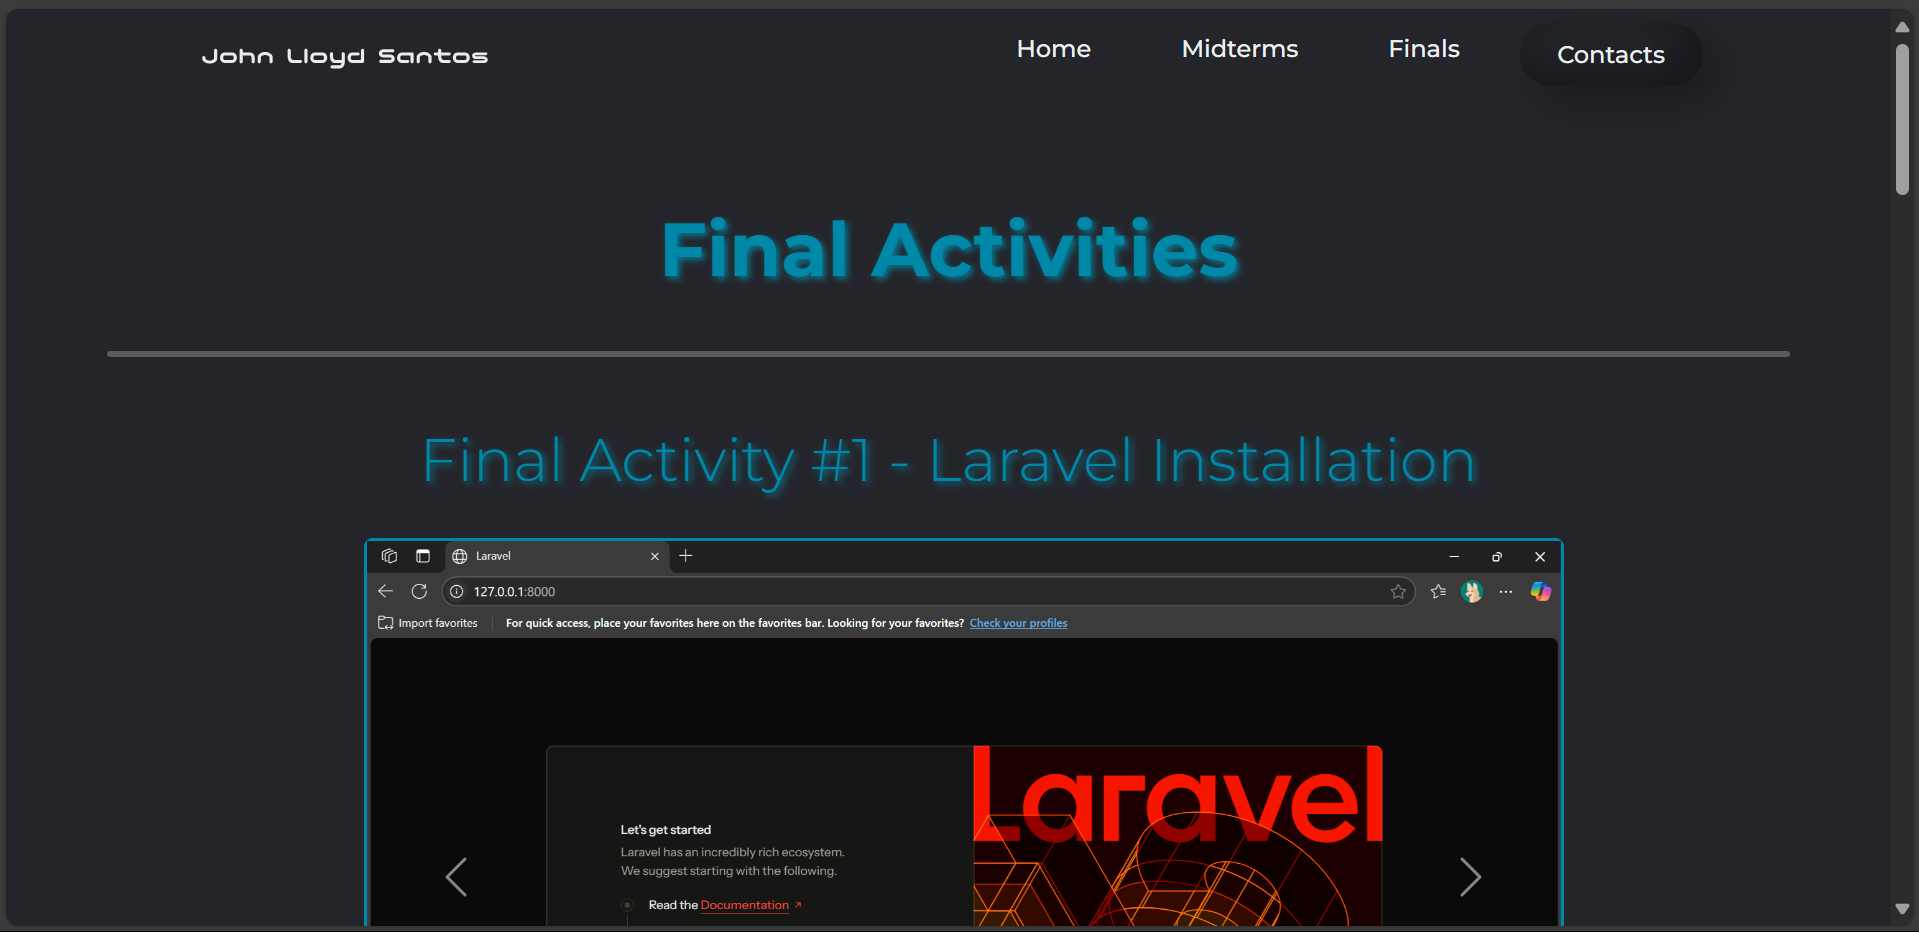 John Lloyd Santos
Home Midterms Finals Contacts
Final Activities
Final Activity #1 - Laravel Installation
Laravel
127.0.0.1:8000
Import favorites For quick access, place your favorites here on the favorites bar. Looking for your favorites? Check your profiles
Laravel
Let's get started
Laravel has an incredibly rich ecosystem.
We suggest starting with the following.
Read the Documentation